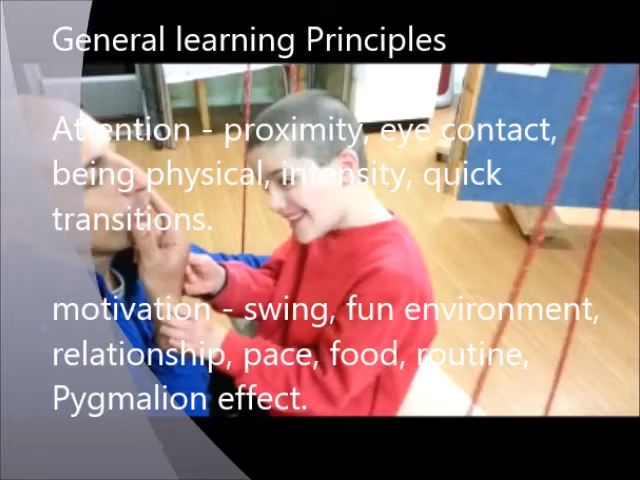 General learning Principles
Attention - proximity, eye contact,
being physical, intensity, quick
transitions.
motivation - swing, fun environment,
relationship, pace, food, routine,
Pygmalion effect.